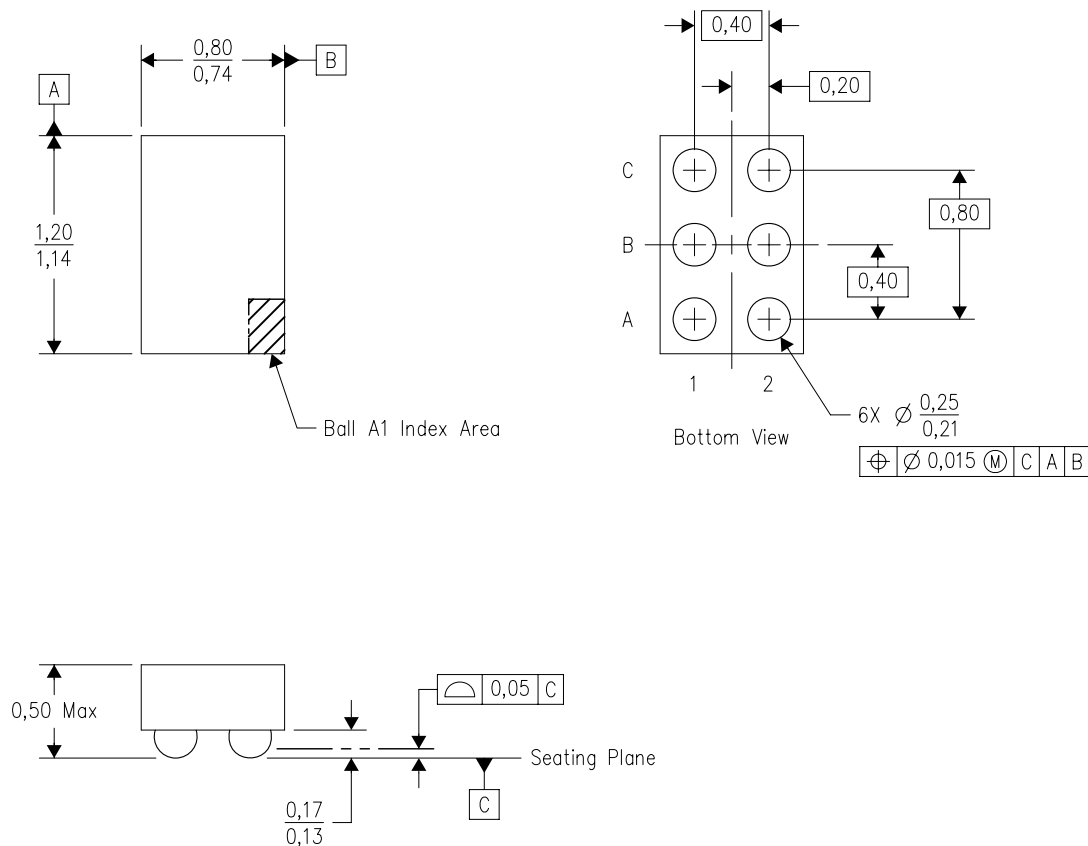 0,40
0,80
0,74
B
A
0,20
C
0,80
1,20
1,14
B
0,40
A
1 2
6X Ø 0,25
0,21
Ball A1 Index Area
Bottom View
⌖ Ø 0,015 Ⓜ C A B
0,50 Max
⌓ 0,05 C
Seating Plane
C
0,17
0,13